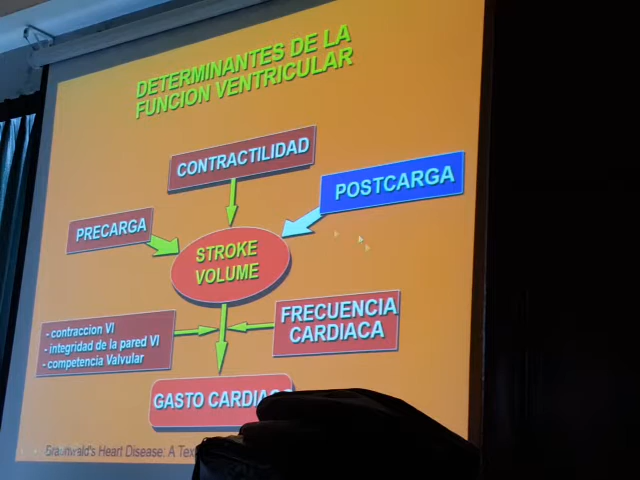 DETERMINANTES DE LA
FUNCION VENTRICULAR
CONTRACTILIDAD
POSTCARGA
PRECARGA
STROKE
VOLUME
FRECUENCIA
CARDIACA
- contraccion VI
- integridad de la pared VI
- competencia Valvular
GASTO CARDIAC
Braunwald's Heart Disease: A Tex